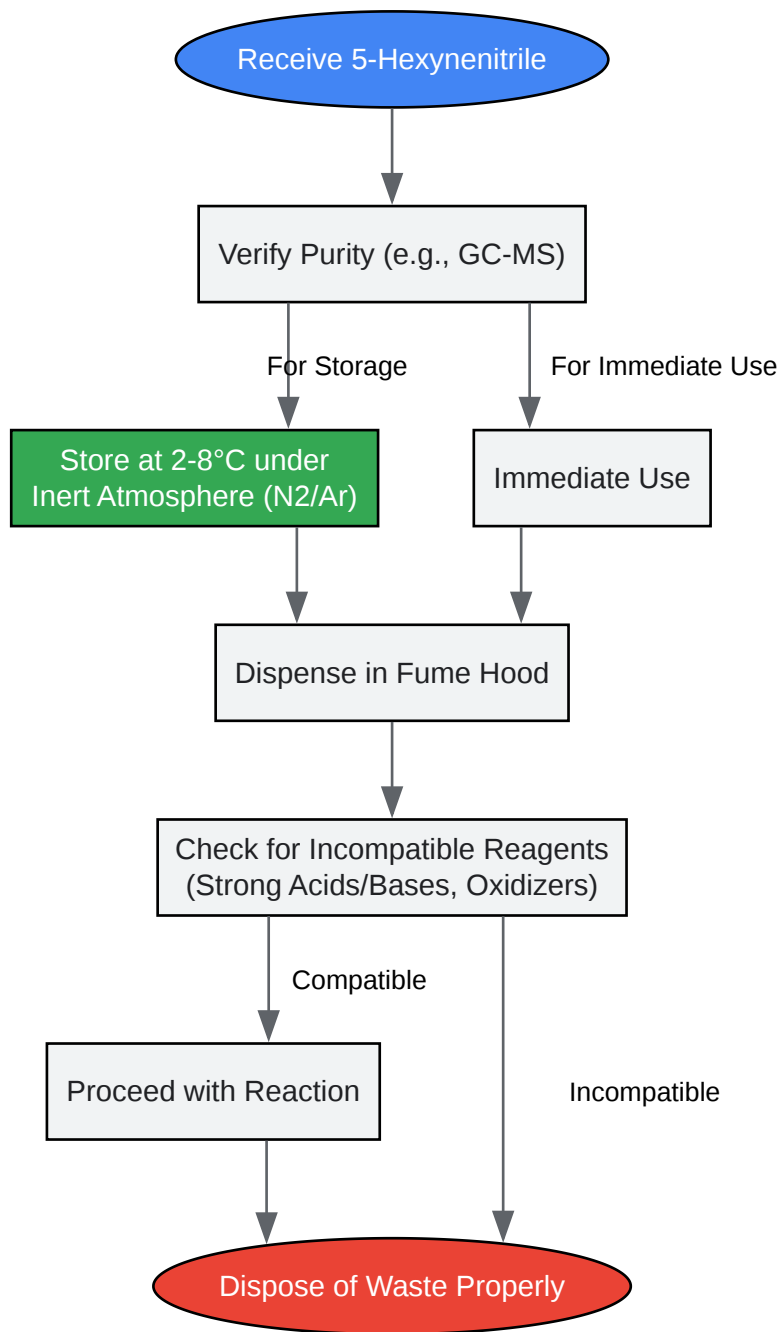 Receive 5-Hexynenitrile
Verify Purity (e.g., GC-MS)
For Storage
For Immediate Use
Store at 2-8°C under
Inert Atmosphere (N2/Ar)
Immediate Use
Dispense in Fume Hood
Check for Incompatible Reagents
(Strong Acids/Bases, Oxidizers)
Compatible
Proceed with Reaction
Incompatible
Dispose of Waste Properly